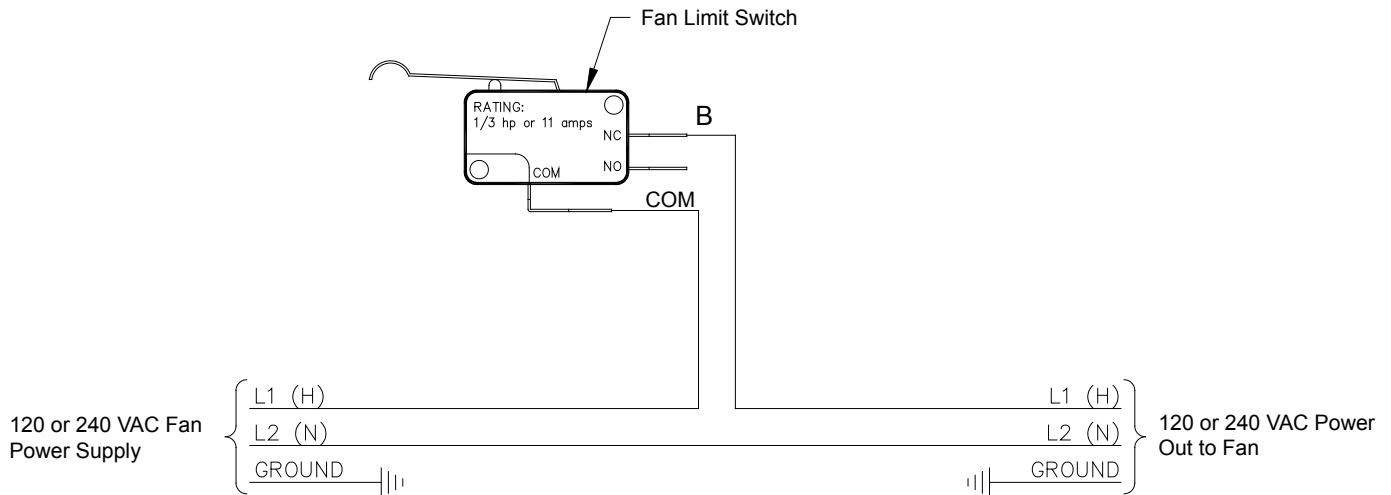 Fan Limit Switch
RATING:
1/3 hp or 11 amps
NC
B
NO
COM
COM
L1 (H)
L1 (H)
120 or 240 VAC Fan
Power Supply
L2 (N)
L2 (N)
120 or 240 VAC Power
Out to Fan
GROUND
GROUND